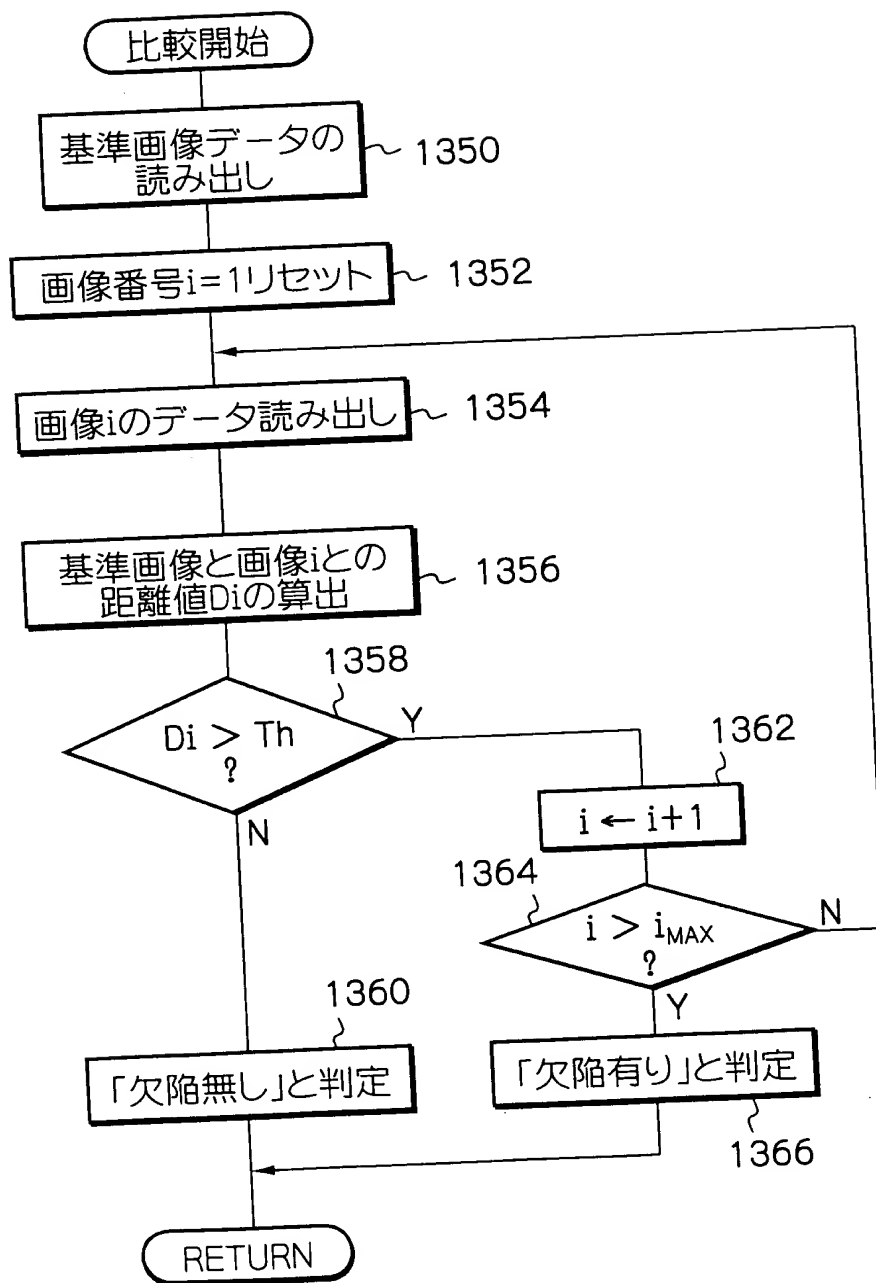 比較開始
基準画像データの
読み出し
1350
画像番号i=1リセット
1352
画像iのデータ読み出し
1354
基準画像と画像iとの
距離値Diの算出
1356
1358
Di > Th
?
Y
N
1362
i ← i+1
1364
i > iMAX
?
N
Y
1360
「欠陥無し」と判定
「欠陥有り」と判定
1366
RETURN